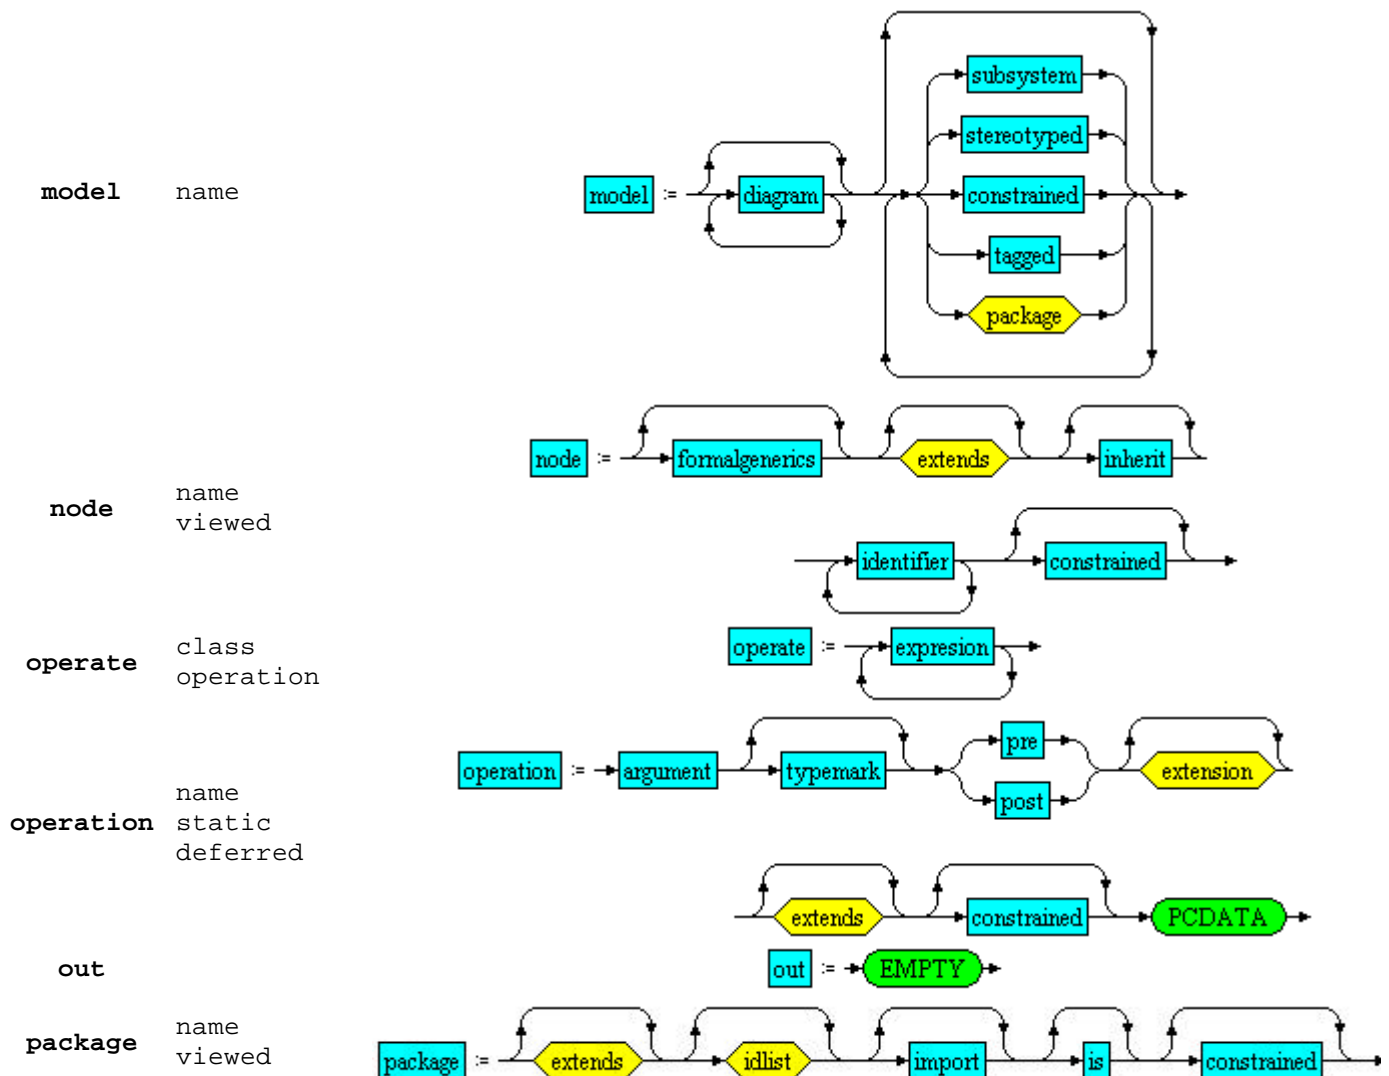 subsystem
stereotyped
model name model := diagram constrained
tagged
package
node := formalgenerics extends inherit
name
node viewed
identifier constrained
class operate := expresion
operate
operation
pre
operation := argument typemark extension
post
name
operation static
deferred
extends constrained PCDATA
out out := EMPTY
name
package viewed
package := extends idlist import is constrained